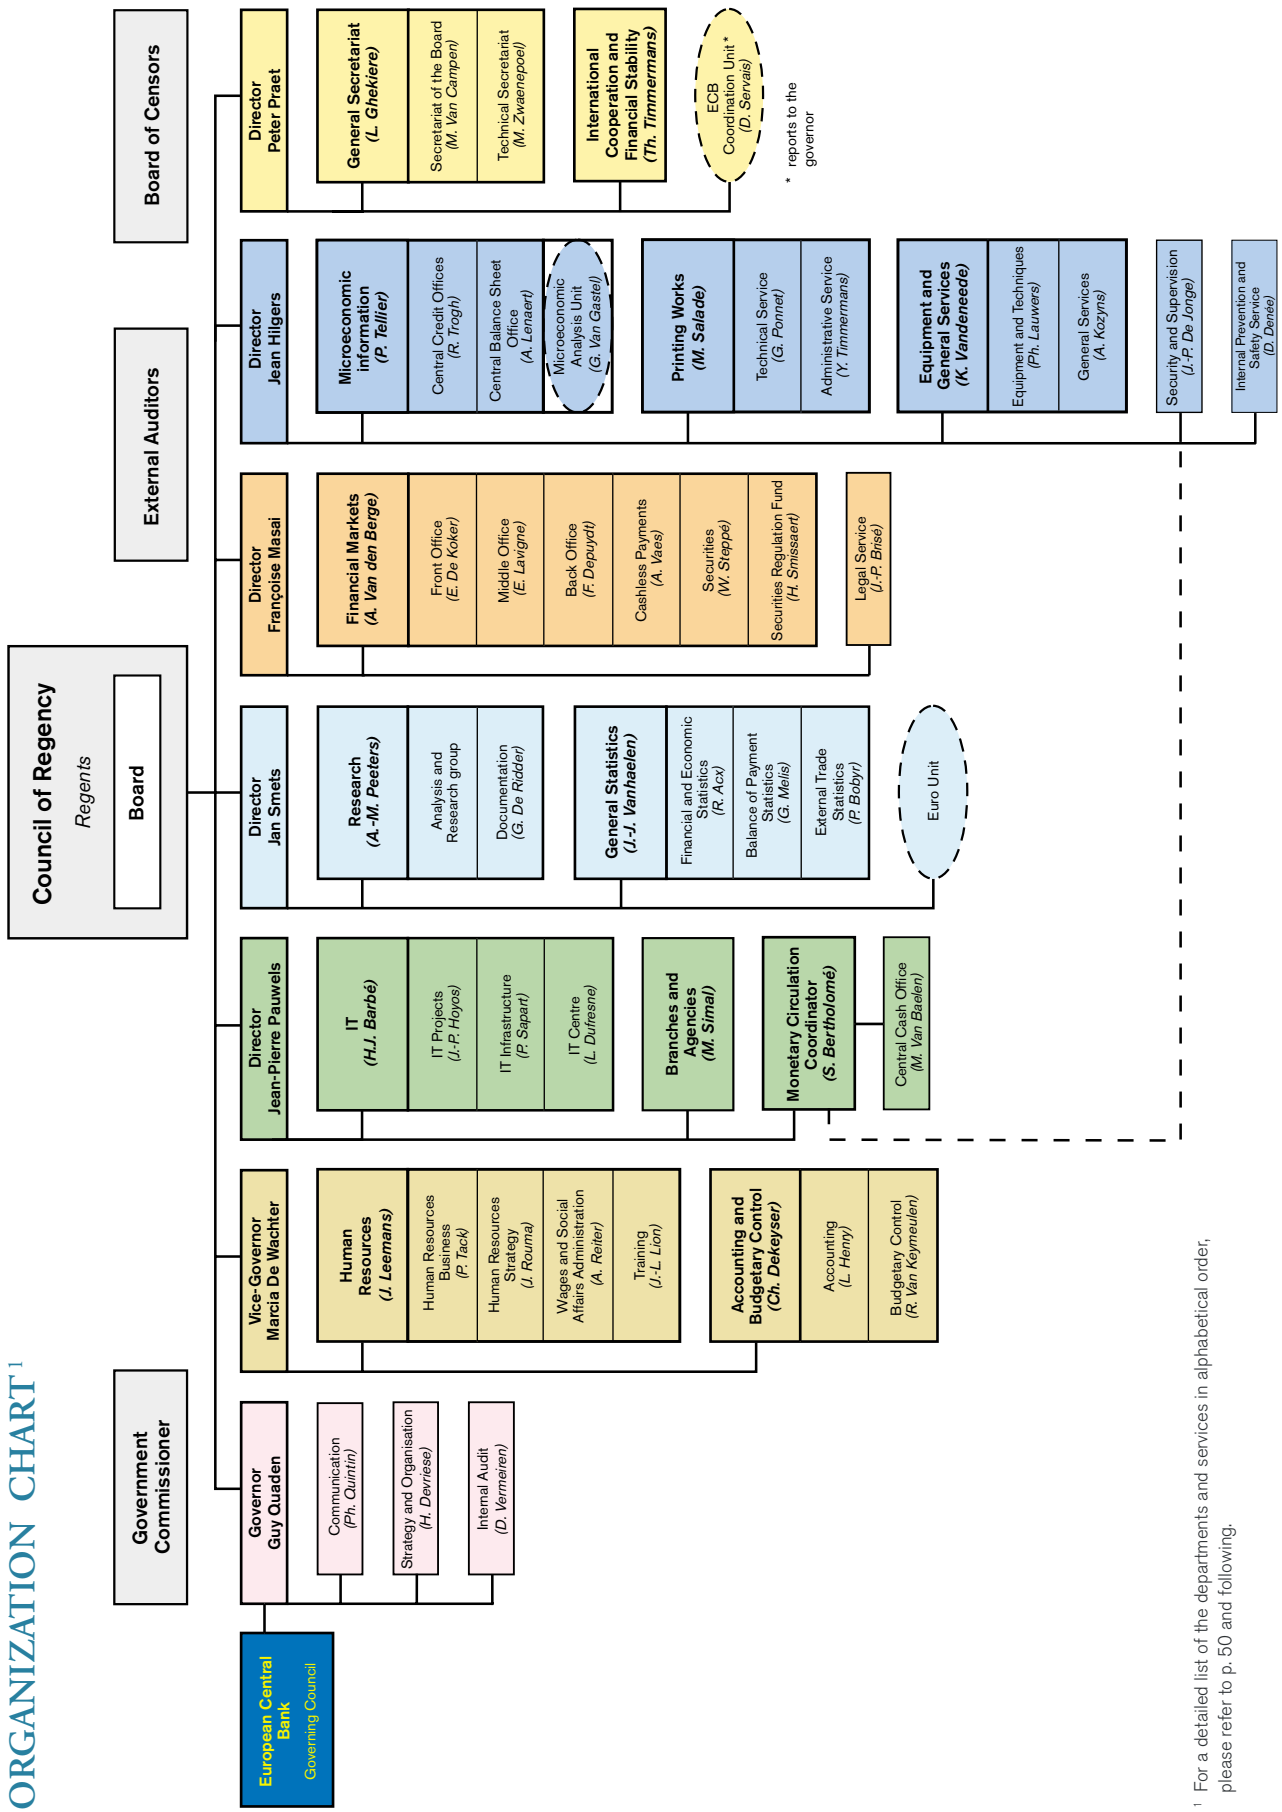 ORGANIZATION CHART 1
Council of Regency
Regents
Board
Government
Commissioner
External Auditors
Board of Censors
European Central
Bank
Governing Council
Governor
Guy Quaden
Communication
(Ph. Quintin)
Strategy and Organisation
(H. Devriese)
Internal Audit
(D. Vermeiren)
Vice-Governor
Marcia De Wachter
Human
Resources
(J. Leemans)
Human Resources
Business
(P. Tack)
Human Resources
Strategy
(J. Rouma)
Wages and Social
Affairs Administration
(A. Reiter)
Training
(J.-L. Lion)
Accounting and
Budgetary Control
(Ch. Dekeyser)
Accounting
(L. Henry)
Budgetary Control
(R. Van Keymeulen)
Director
Jean-Pierre Pauwels
IT
(H.J. Barbé)
IT Projects
(J.-P. Hoyos)
IT Infrastructure
(P. Sapart)
IT Centre
(L. Dufresne)
Branches and
Agencies
(M. Simal)
Monetary Circulation
Coordinator
(S. Bertholomé)
Central Cash Office
(M. Van Baelen)
Director
Jan Smets
Research
(A.-M. Peeters)
Analysis and
Research group
Documentation
(G. De Ridder)
General Statistics
(J.-J. Vanhaelen)
Financial and Economic
Statistics
(R. Acx)
Balance of Payment
Statistics
(G. Melis)
External Trade
Statistics
(P. Bobyr)
Euro Unit
Director
Françoise Masai
Financial Markets
(A. Van den Berge)
Front Office
(E. De Koker)
Middle Office
(E. Lavigne)
Back Office
(F. Depuydt)
Cashless Payments
(A. Vaes)
Securities
(W. Steppé)
Securities Regulation Fund
(H. Smissaert)
Legal Service
(J.-P. Brisé)
Director
Jean Hilgers
Microeconomic
information
(P. Tellier)
Central Credit Offices
(R. Trogh)
Central Balance Sheet
Office
(A. Lenaert)
Microeconomic
Analysis Unit
(G. Van Gastel)
Printing Works
(M. Salade)
Technical Service
(G. Ponnet)
Administrative Service
(Y. Timmermans)
Equipment and
General Services
(K. Vandeneede)
Equipment and Techniques
(Ph. Lauwers)
General Services
(A. Kozyns)
Security and Supervision
(J.-P. De Jonge)
Internal Prevention and
Safety Service
(D. Denée)
Director
Peter Praet
General Secretariat
(L. Ghekiere)
Secretariat of the Board
(M. Van Campen)
Technical Secretariat
(M. Zwaenepoel)
International
Cooperation and
Financial Stability
(Th. Timmermans)
ECB
Coordination Unit *
(D. Servais)
* reports to the
governor
1 For a detailed list of the departments and services in alphabetical order,
please refer to p. 50 and following.